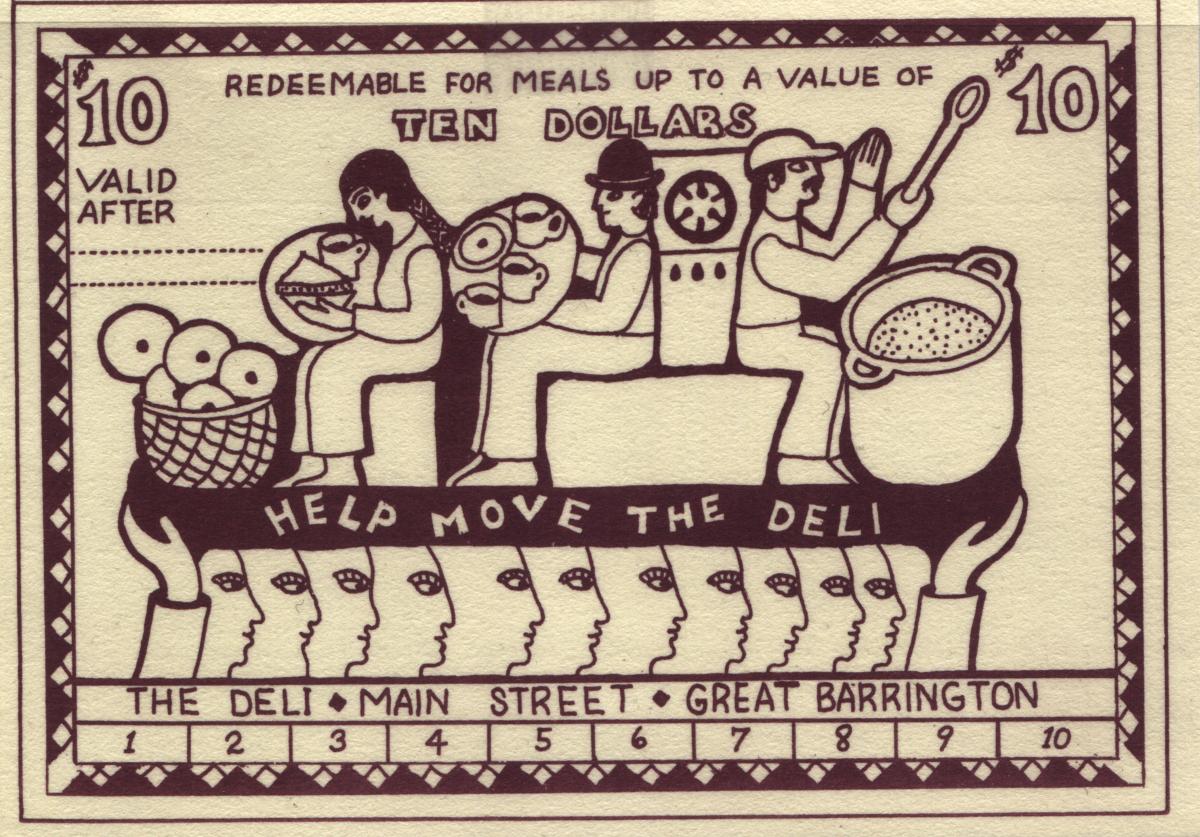 $10 REDEEMABLE FOR MEALS UP TO A VALUE OF $10
TEN DOLLARS
VALID
AFTER
HELP MOVE THE DELI
THE DELI ♦ MAIN STREET ♦ GREAT BARRINGTON
1 2 3 4 5 6 7 8 9 10